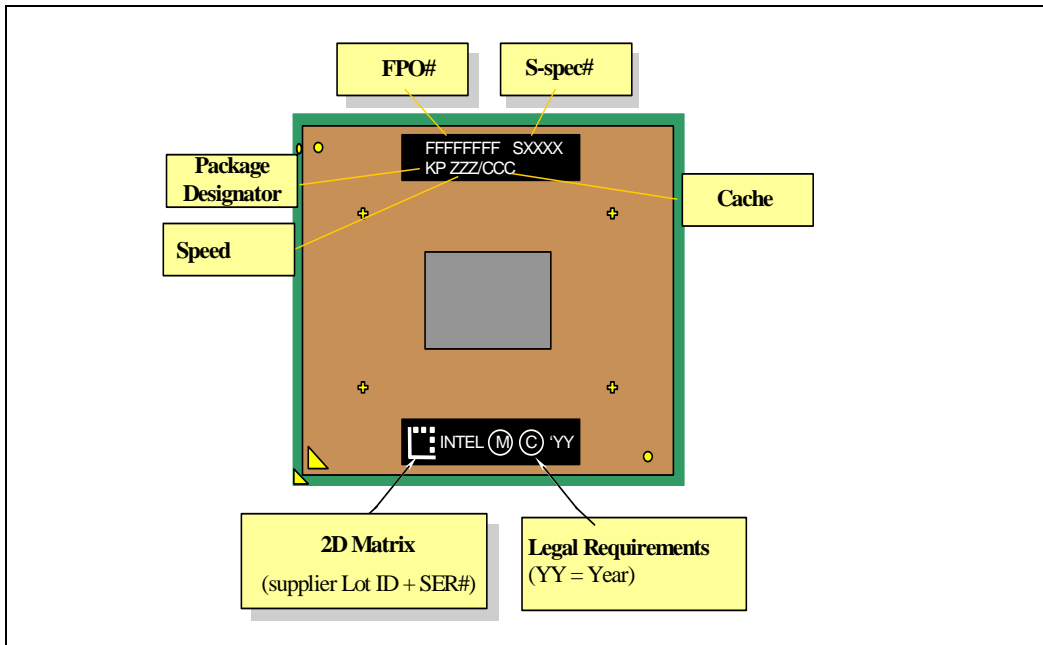 FPO#
S-spec#
FFFFFFFF SXXXX
KP ZZZ/CCC
Package
Designator
Cache
Speed
INTEL M C 'YY
2D Matrix
(supplier Lot ID + SER#)
Legal Requirements
(YY = Year)